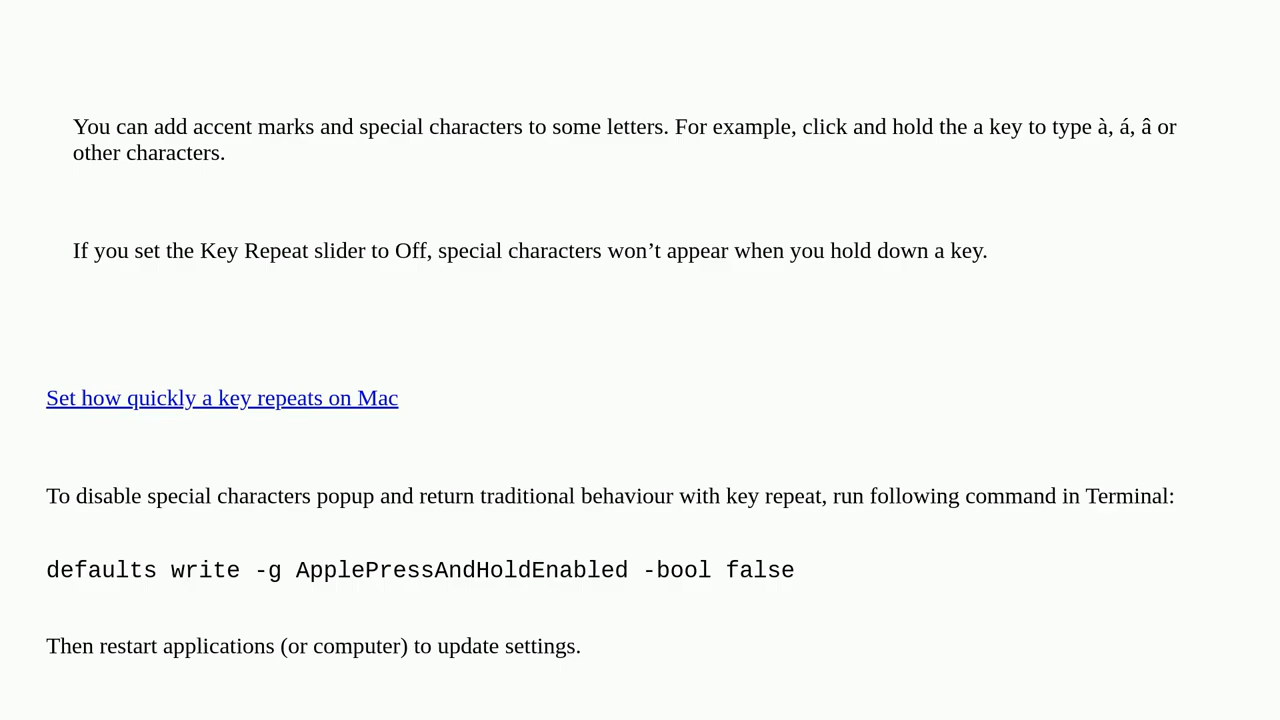 You can add accent marks and special characters to some letters. For example, click and hold the a key to type à, á, â or
other characters.
If you set the Key Repeat slider to Off, special characters won’t appear when you hold down a key.
Set how quickly a key repeats on Mac
To disable special characters popup and return traditional behaviour with key repeat, run following command in Terminal:
defaults write -g ApplePressAndHoldEnabled -bool false
Then restart applications (or computer) to update settings.